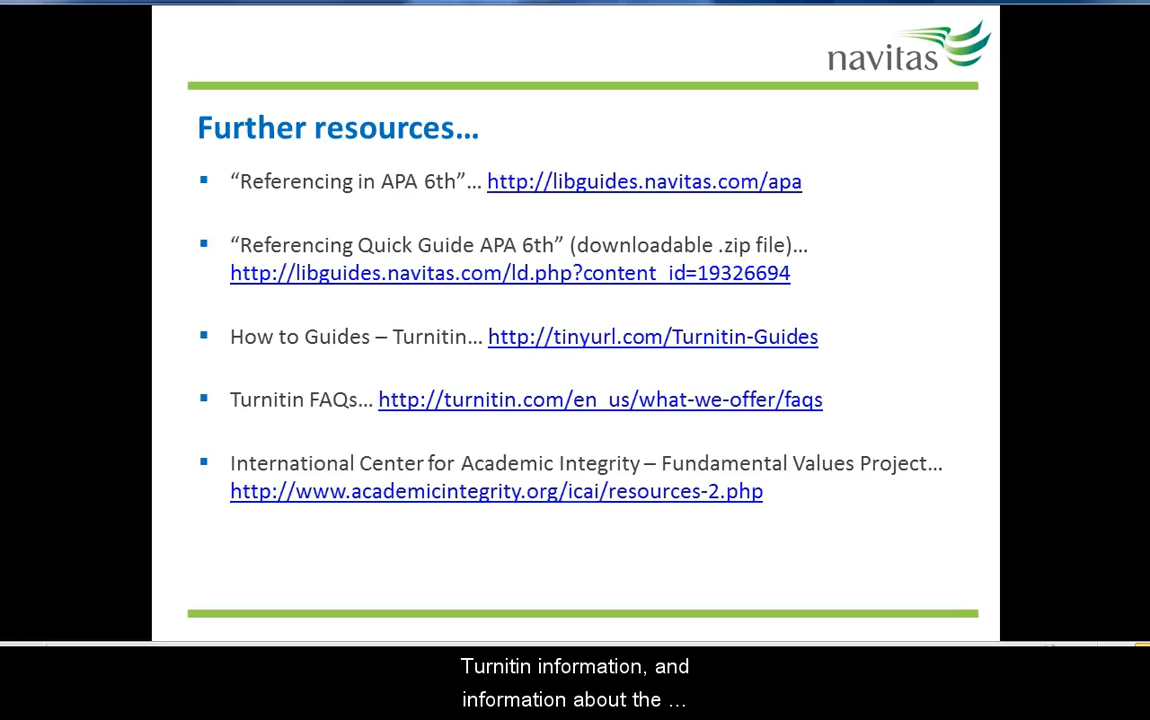 navitas
Further resources…
▪ “Referencing in APA 6th”… http://libguides.navitas.com/apa
▪ “Referencing Quick Guide APA 6th” (downloadable .zip file)…
http://libguides.navitas.com/ld.php?content_id=19326694
▪ How to Guides – Turnitin… http://tinyurl.com/Turnitin-Guides
▪ Turnitin FAQs… http://turnitin.com/en_us/what-we-offer/faqs
▪ International Center for Academic Integrity – Fundamental Values Project…
http://www.academicintegrity.org/icai/resources-2.php
Turnitin information, and
information about the …